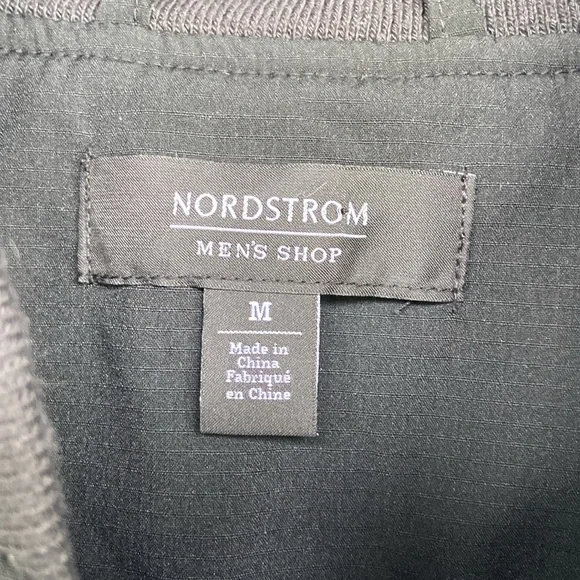 NORDSTROM
MEN'S SHOP
M
Made in
China
Fabriqué
en Chine